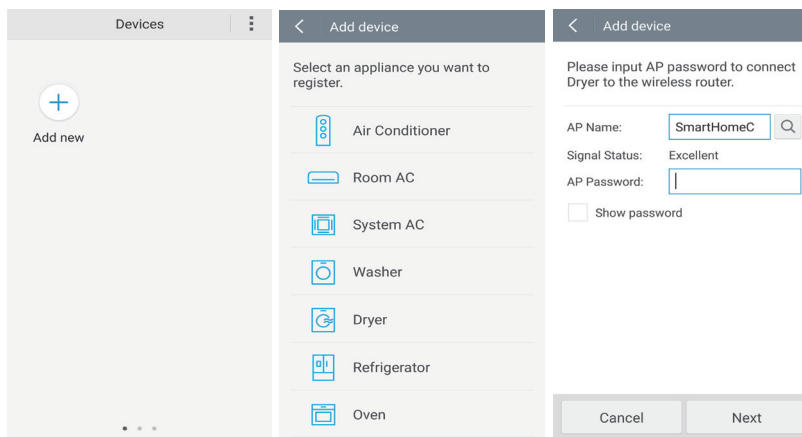 Devices
Add new
Add device
Select an appliance you want to
register.
Air Conditioner
Room AC
System AC
Washer
Dryer
Refrigerator
Oven
Add device
Please input AP password to connect
Dryer to the wireless router.
AP Name: SmartHomeC
Signal Status: Excellent
AP Password:
Show password
Cancel Next